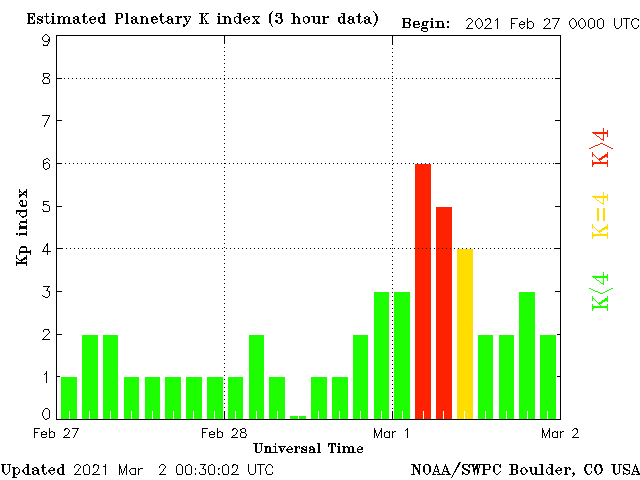 Estimated Planetary K index (3 hour data) Begin: 2021 Feb 27 0000 UTC
9
8
7
6
5
4
3
2
1
0
Kp index
K>4
K=4
K<4
Feb 27 Feb 28 Mar 1 Mar 2
Universal Time
Updated 2021 Mar 2 00:30:02 UTC NOAA/SWPC Boulder, CO USA